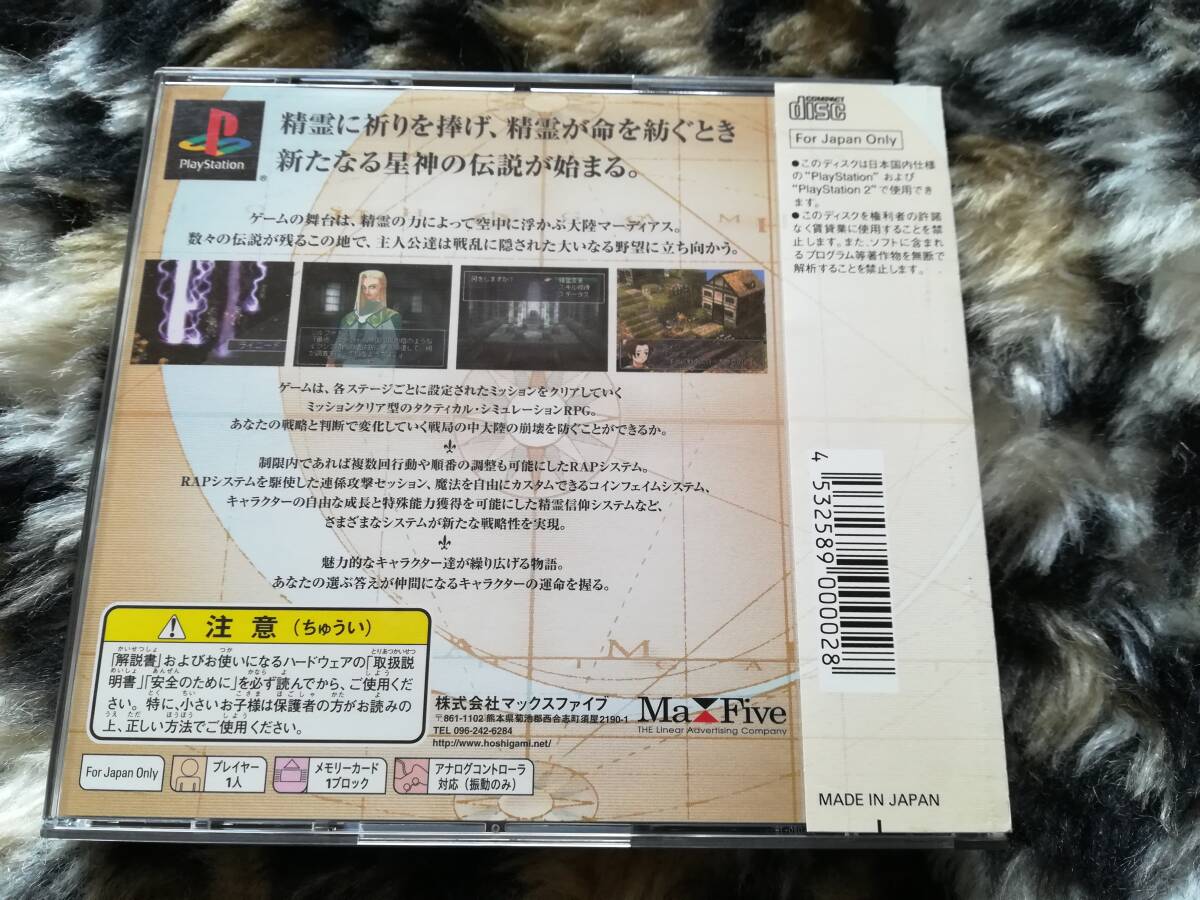 PlayStation
®
精霊に祈りを捧げ、精霊が命を紡ぐとき
新たなる星神の伝説が始まる。
ゲームの舞台は、精霊の力によって空中に浮かぶ大陸マーディアス。
数々の伝説が残るこの地で、主人公達は戦乱に隠された大いなる野望に立ち向かう。
何をしますか?
ゲームは、各ステージごとに設定されたミッションをクリアしていく
ミッションクリア型のタクティカル・シミュレーションRPG。
あなたの戦略と判断で変化していく戦局の中大陸の崩壊を防ぐことができるか。
制限内であれば複数回行動や順番の調整も可能にしたRAPシステム。
RAPシステムを駆使した連係攻撃セッション、魔法を自由にカスタムできるコインフェイムシステム、
キャラクターの自由な成長と特殊能力獲得を可能にした精霊信仰システムなど、
さまざまなシステムが新たな戦略性を実現。
魅力的なキャラクター達が繰り広げる物語。
あなたの選ぶ答えが仲間になるキャラクターの運命を握る。
注意(ちゅうい)
「解説書」およびお使いになるハードウェアの「取扱説
明書」「安全のために」を必ず読んでから、ご使用くだ
さい。特に、小さいお子様は保護者の方がお読みの
上、正しい方法でご使用ください。
株式会社マックスファイブ
〒861-1102 熊本県菊池郡西合志町須屋2190-1
TEL 096-242-6284
http://www.hoshigami.net/
MaxFive
THE Linear Advertising Company
For Japan Only
プレイヤー
1人
メモリーカード
1ブロック
アナログコントローラ
対応(振動のみ)
COMPACT
disc
For Japan Only
●このディスクは日本国内仕様
の"PlayStation" および
"PlayStation 2" で使用でき
ます。
●このディスクを権利者の許諾
なく賃貸業に使用することを禁
止します。また、ソフトに含まれ
るプログラム等著作物を無断で
解析することを禁止します。
4 532589 000028
MADE IN JAPAN